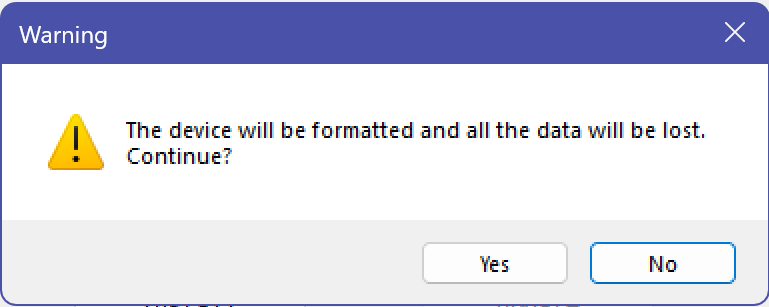 Warning
The device will be formatted and all the data will be lost.
Continue?
Yes
No